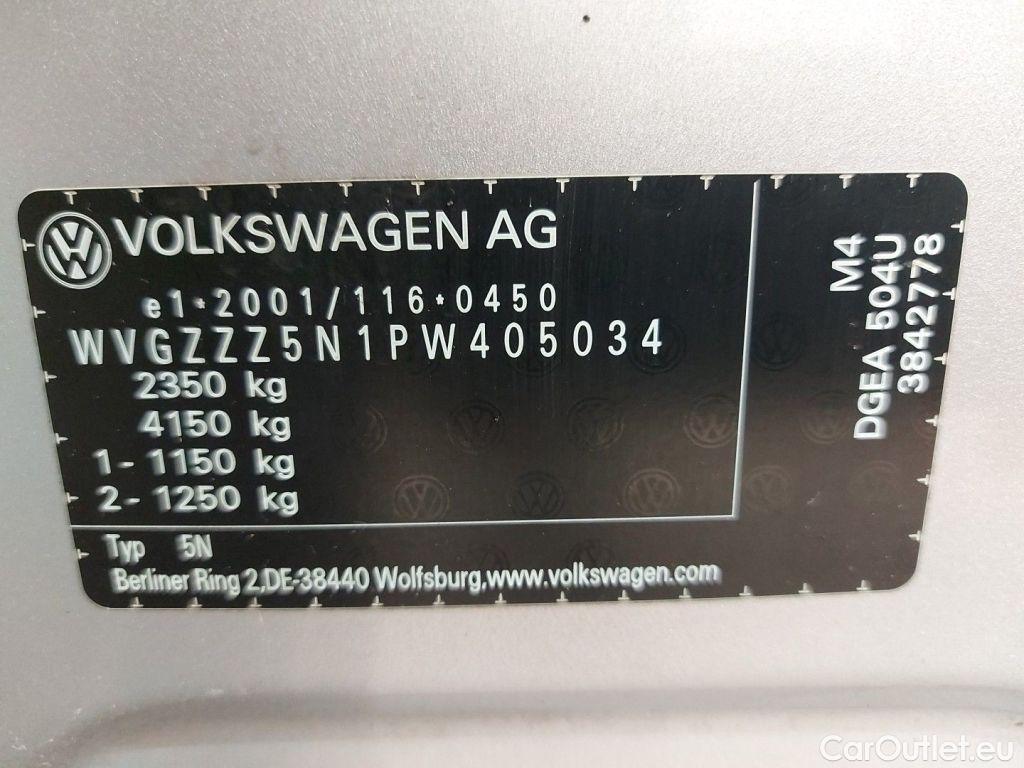 VOLKSWAGEN AG
e1*2001/116*0450
WVGZZZ5N1PW405034
2350 kg
4150 kg
1- 1150 kg
2- 1250 kg
Typ 5N
Berliner Ring 2,DE-38440 Wolfsburg,www.volkswagen.com
M4
DGEA 504U
38427778
CarOutlet.eu